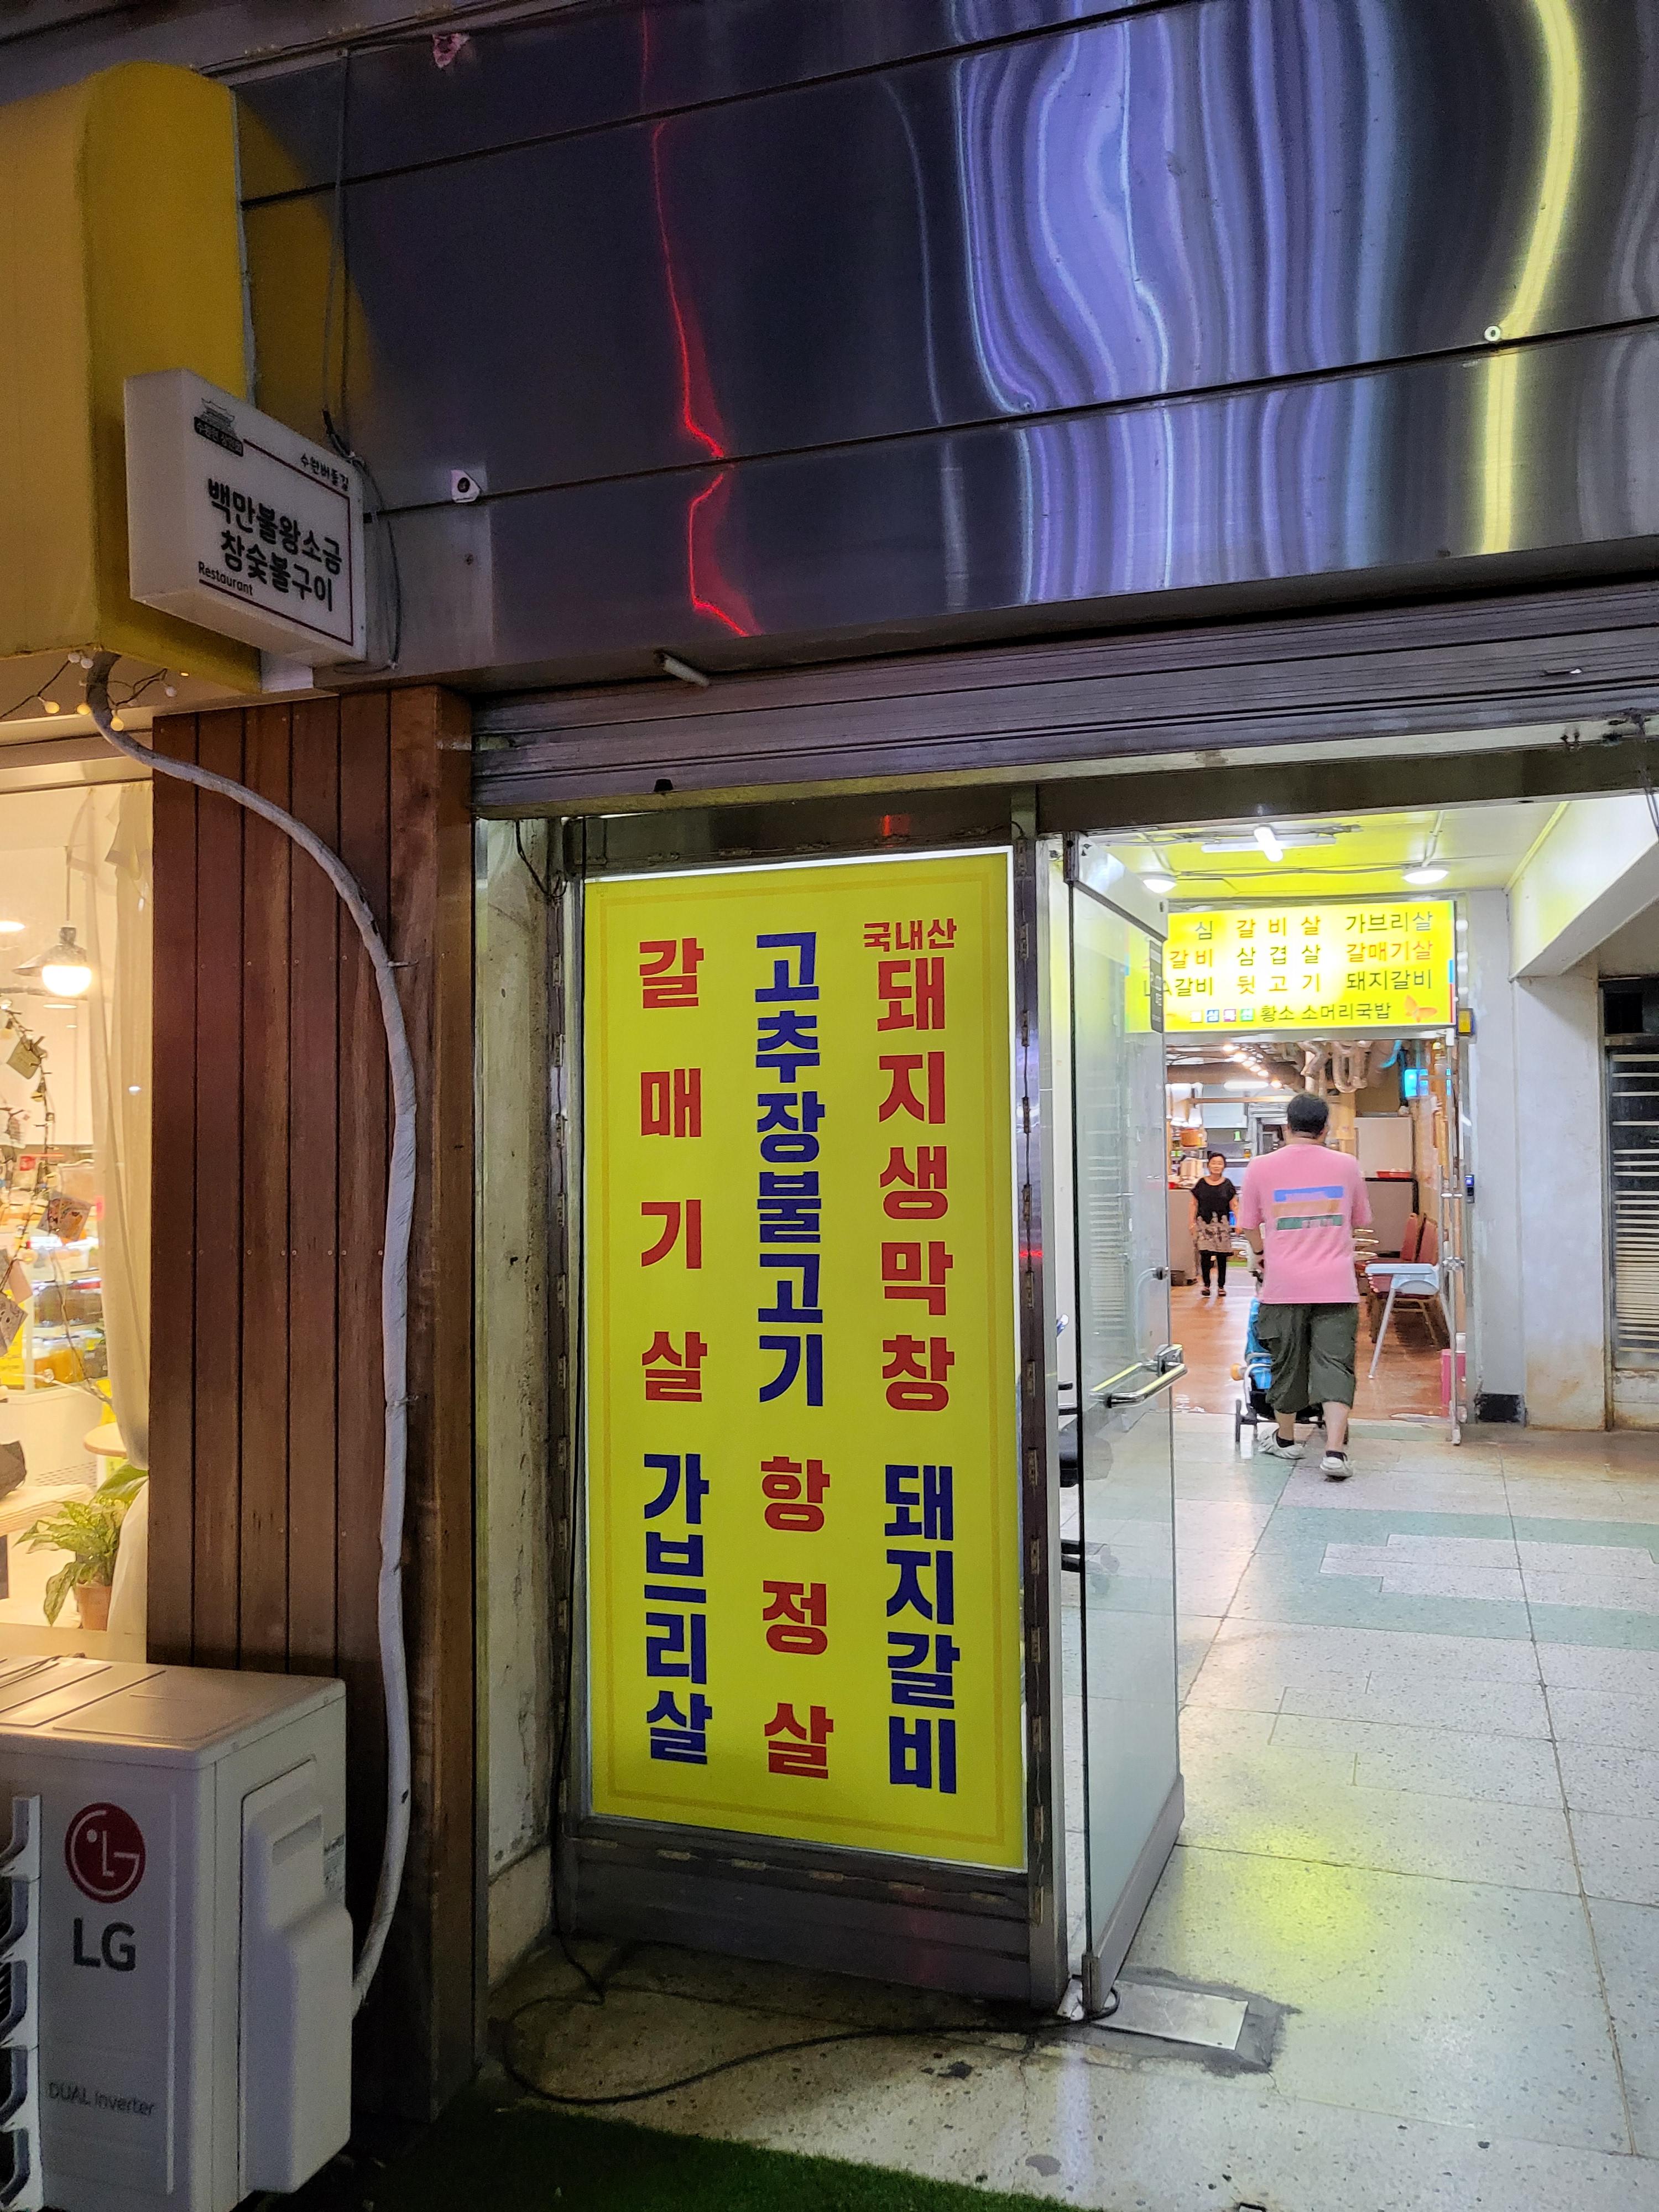 수원버들길
백만불왕소금
참숯불구이
Restaurant
갈매기살 가브리살
고추장불고기 항정살
국내산
돼지생막창 돼지갈비
심 갈비살 가브리살
갈비 삼겹살 갈매기살
LA갈비 뒷고기 돼지갈비
황소 소머리국밥
LG
DUAL Inverter